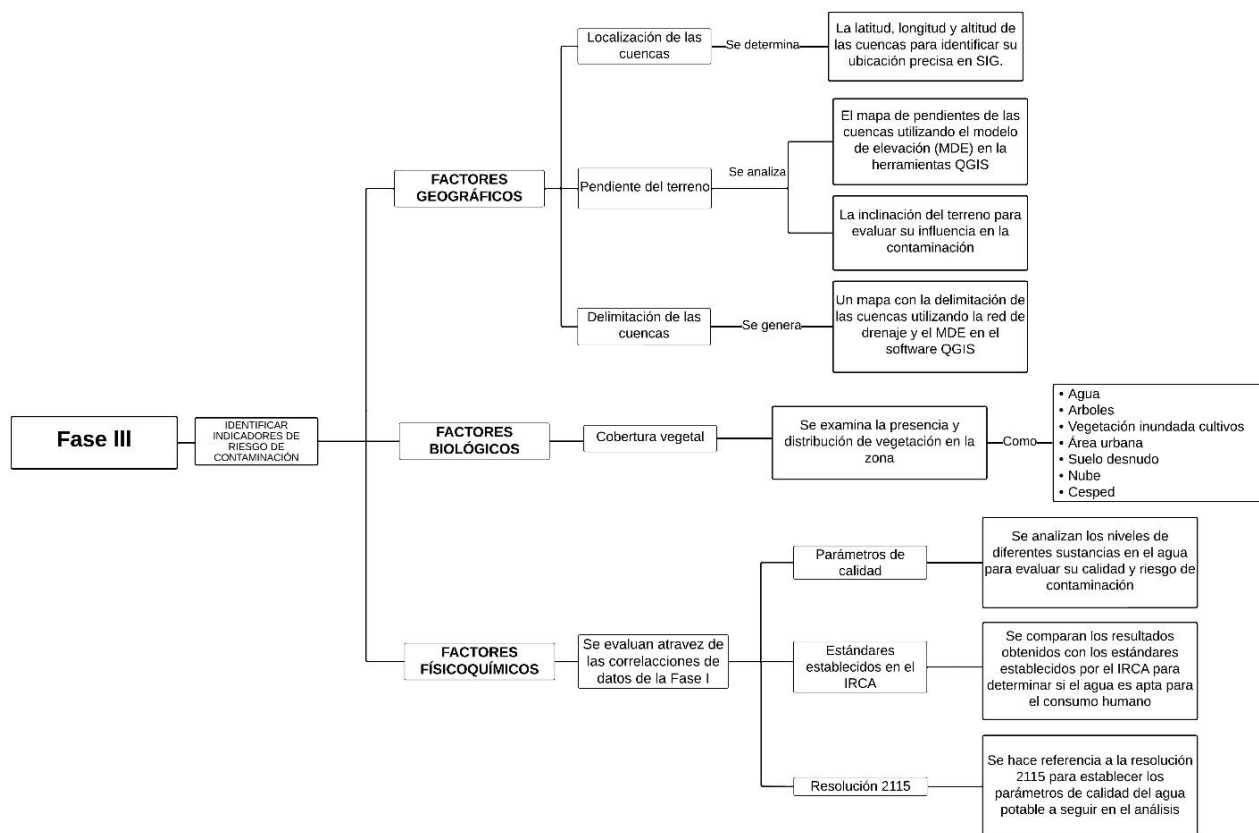 Fase III
IDENTIFICAR
INDICADORES DE
RIESGO DE
CONTAMINACIÓN
FACTORES
GEOGRÁFICOS
Localización de las
cuencas
Se determina
La latitud, longitud y altitud de
las cuencas para identificar su
ubicación precisa en SIG.
Pendiente del terreno
Se analiza
El mapa de pendientes de las
cuencas utilizando el modelo
de elevación (MDE) en la
herramientas QGIS
La inclinación del terreno para
evaluar su influencia en la
contaminación
Delimitación de las
cuencas
Se genera
Un mapa con la delimitación de
las cuencas utilizando la red de
drenaje y el MDE en el
software QGIS
FACTORES
BIOLÓGICOS
Cobertura vegetal
Se examina la presencia y
distribución de vegetación en la
zona
Como
• Agua
• Arboles
• Vegetación inundada cultivos
• Área urbana
• Suelo desnudo
• Nube
• Cesped
FACTORES
FÍSICOQUÍMICOS
Se evaluan atravez de
las correlacciones de
datos de la Fase I
Parámetros de
calidad
Se analizan los niveles de
diferentes sustancias en el agua
para evaluar su calidad y riesgo de
contaminación
Estándares
establecidos en el
IRCA
Se comparan los resultados
obtenidos con los estándares
establecidos por el IRCA para
determinar si el agua es apta para
el consumo humano
Resolución 2115
Se hace referencia a la resolución
2115 para establecer los
parámetros de calidad del agua
potable a seguir en el análisis